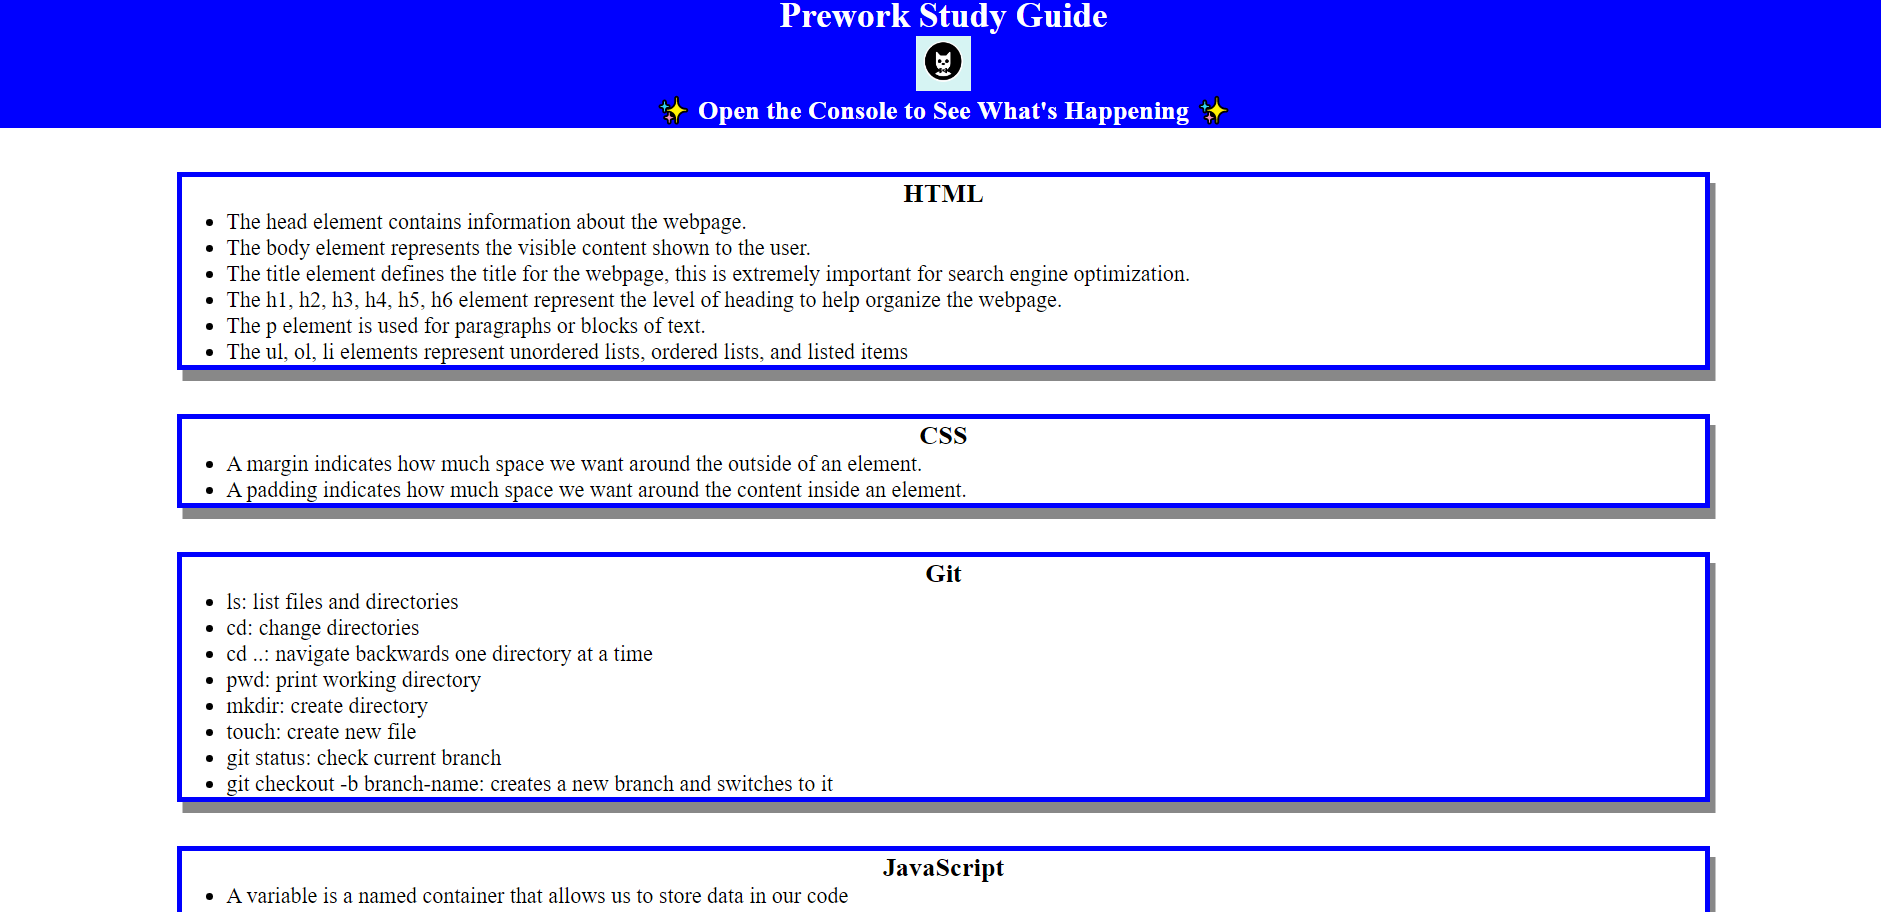 Prework Study Guide
✨ Open the Console to See What's Happening ✨
HTML
• The head element contains information about the webpage.
• The body element represents the visible content shown to the user.
• The title element defines the title for the webpage, this is extremely important for search engine optimization.
• The h1, h2, h3, h4, h5, h6 element represent the level of heading to help organize the webpage.
• The p element is used for paragraphs or blocks of text.
• The ul, ol, li elements represent unordered lists, ordered lists, and listed items
CSS
• A margin indicates how much space we want around the outside of an element.
• A padding indicates how much space we want around the content inside an element.
Git
• ls: list files and directories
• cd: change directories
• cd ..: navigate backwards one directory at a time
• pwd: print working directory
• mkdir: create directory
• touch: create new file
• git status: check current branch
• git checkout -b branch-name: creates a new branch and switches to it
JavaScript
• A variable is a named container that allows us to store data in our code